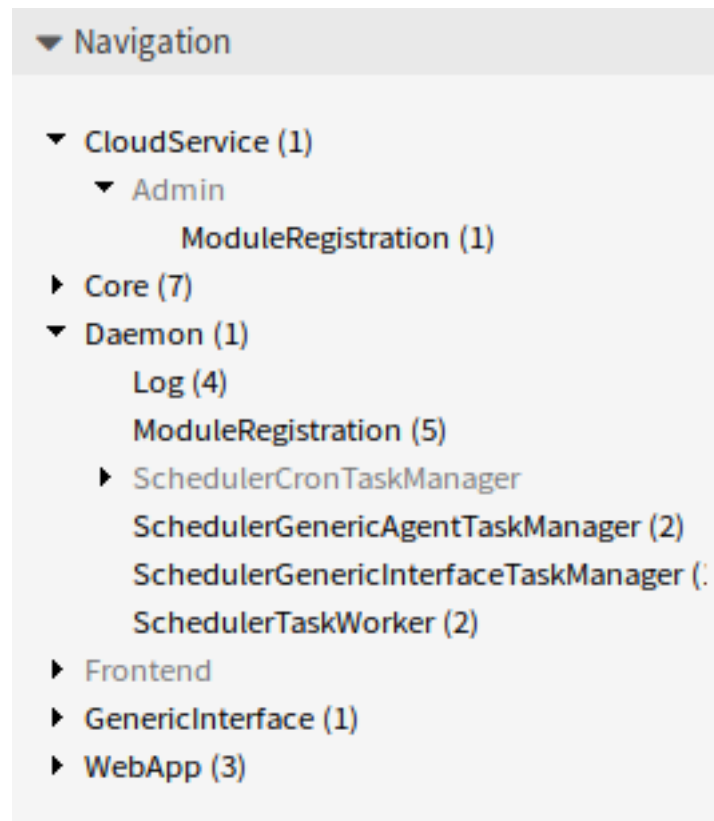 Navigation
CloudService (1)
Admin
ModuleRegistration (1)
Core (7)
Daemon (1)
Log (4)
ModuleRegistration (5)
SchedulerCronTaskManager
SchedulerGenericAgentTaskManager (2)
SchedulerGenericInterfaceTaskManager (
SchedulerTaskWorker (2)
Frontend
GenericInterface (1)
WebApp (3)